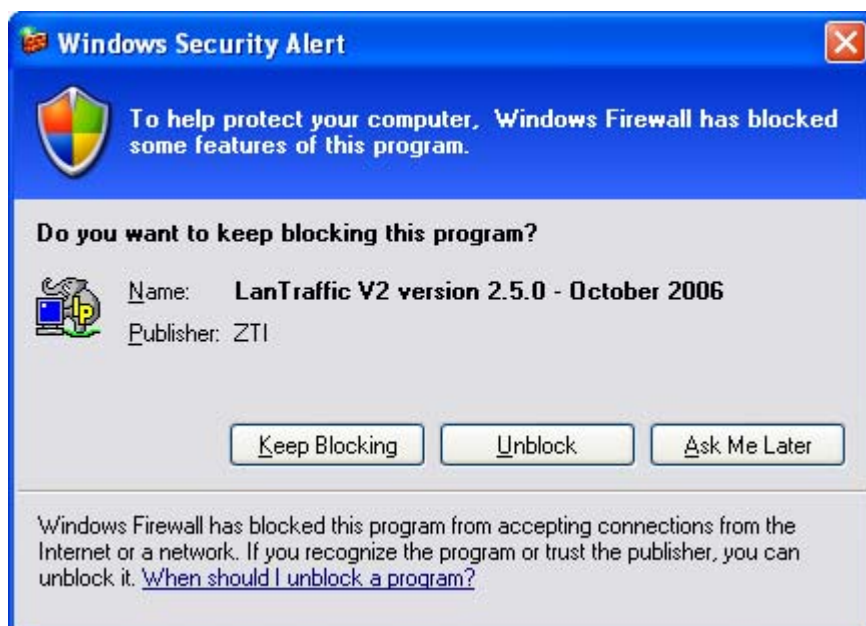 Windows Security Alert
To help protect your computer, Windows Firewall has blocked
some features of this program.
Do you want to keep blocking this program?
Name: LanTraffic V2 version 2.5.0 - October 2006
Publisher: ZTI
IP
Keep Blocking Unblock Ask Me Later
Windows Firewall has blocked this program from accepting connections from the
Internet or a network. If you recognize the program or trust the publisher, you can
unblock it. When should I unblock a program?